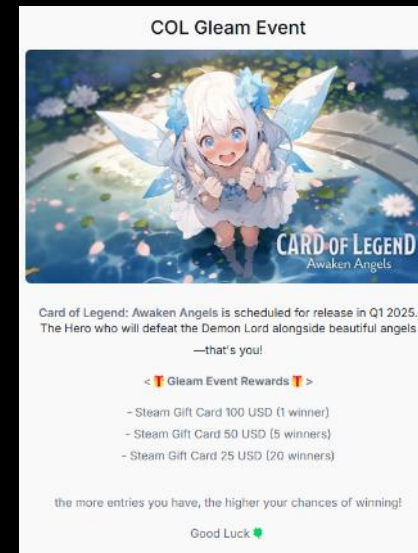 COL Gleam Event
CARD OF LEGEND
Awaken Angels
Card of Legend: Awaken Angels is scheduled for release in Q1 2025.
The Hero who will defeat the Demon Lord alongside beautiful angels
—that's you!
< 🎁 Gleam Event Rewards 🎁 >
- Steam Gift Card 100 USD (1 winner)
- Steam Gift Card 50 USD (5 winners)
- Steam Gift Card 25 USD (20 winners)
the more entries you have, the higher your chances of winning!
Good Luck 🍀